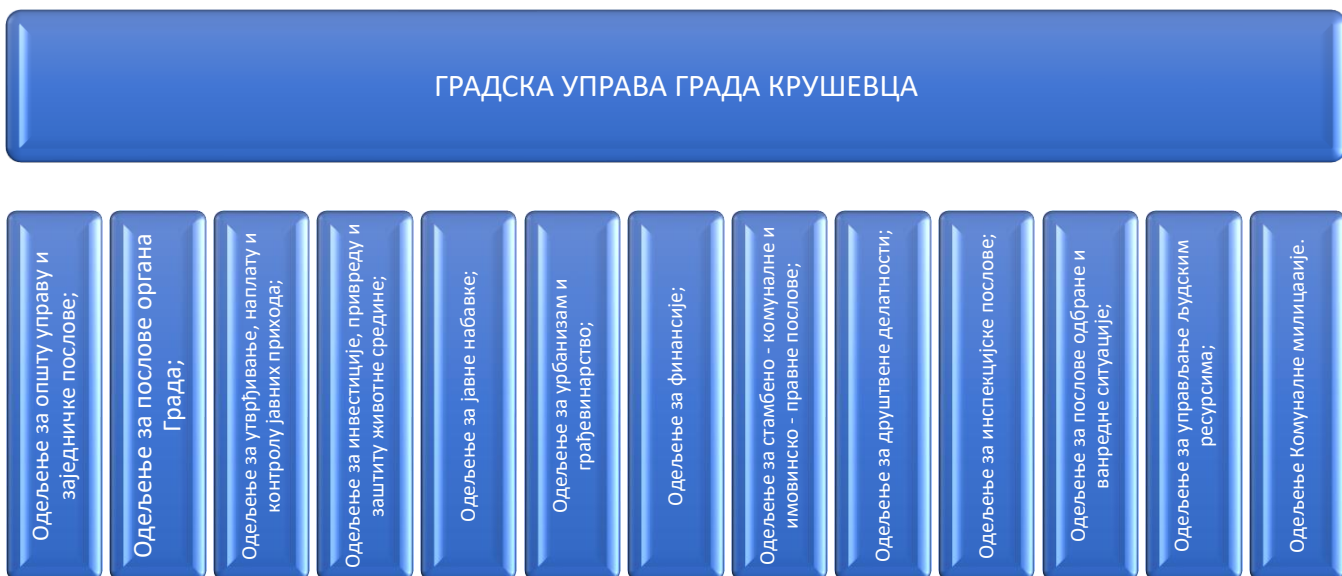 ГРАДСКА УПРАВА ГРАДА КРУШЕВЦА
Одељење за општу управу и
заједничке послове;
Одељење за послове органа
Града;
Одељење за утврђивање, наплату и
контролу јавних прихода;
Одељење за инвестиције, привреду и
заштиту животне средине;
Одељење за јавне набавке;
Одељење за урбанизам и
грађевинарство;
Одељење за финансије;
Одељење за стамбено - комуналне и
имовинско - правне послове;
Одељење за друштвене делатности;
Одељење за инспекцијске послове;
Одељење за послове одбране и
ванредне ситуације;
Одељење за управљање људским
ресурсима;
Одељење Комуналне милицааије.